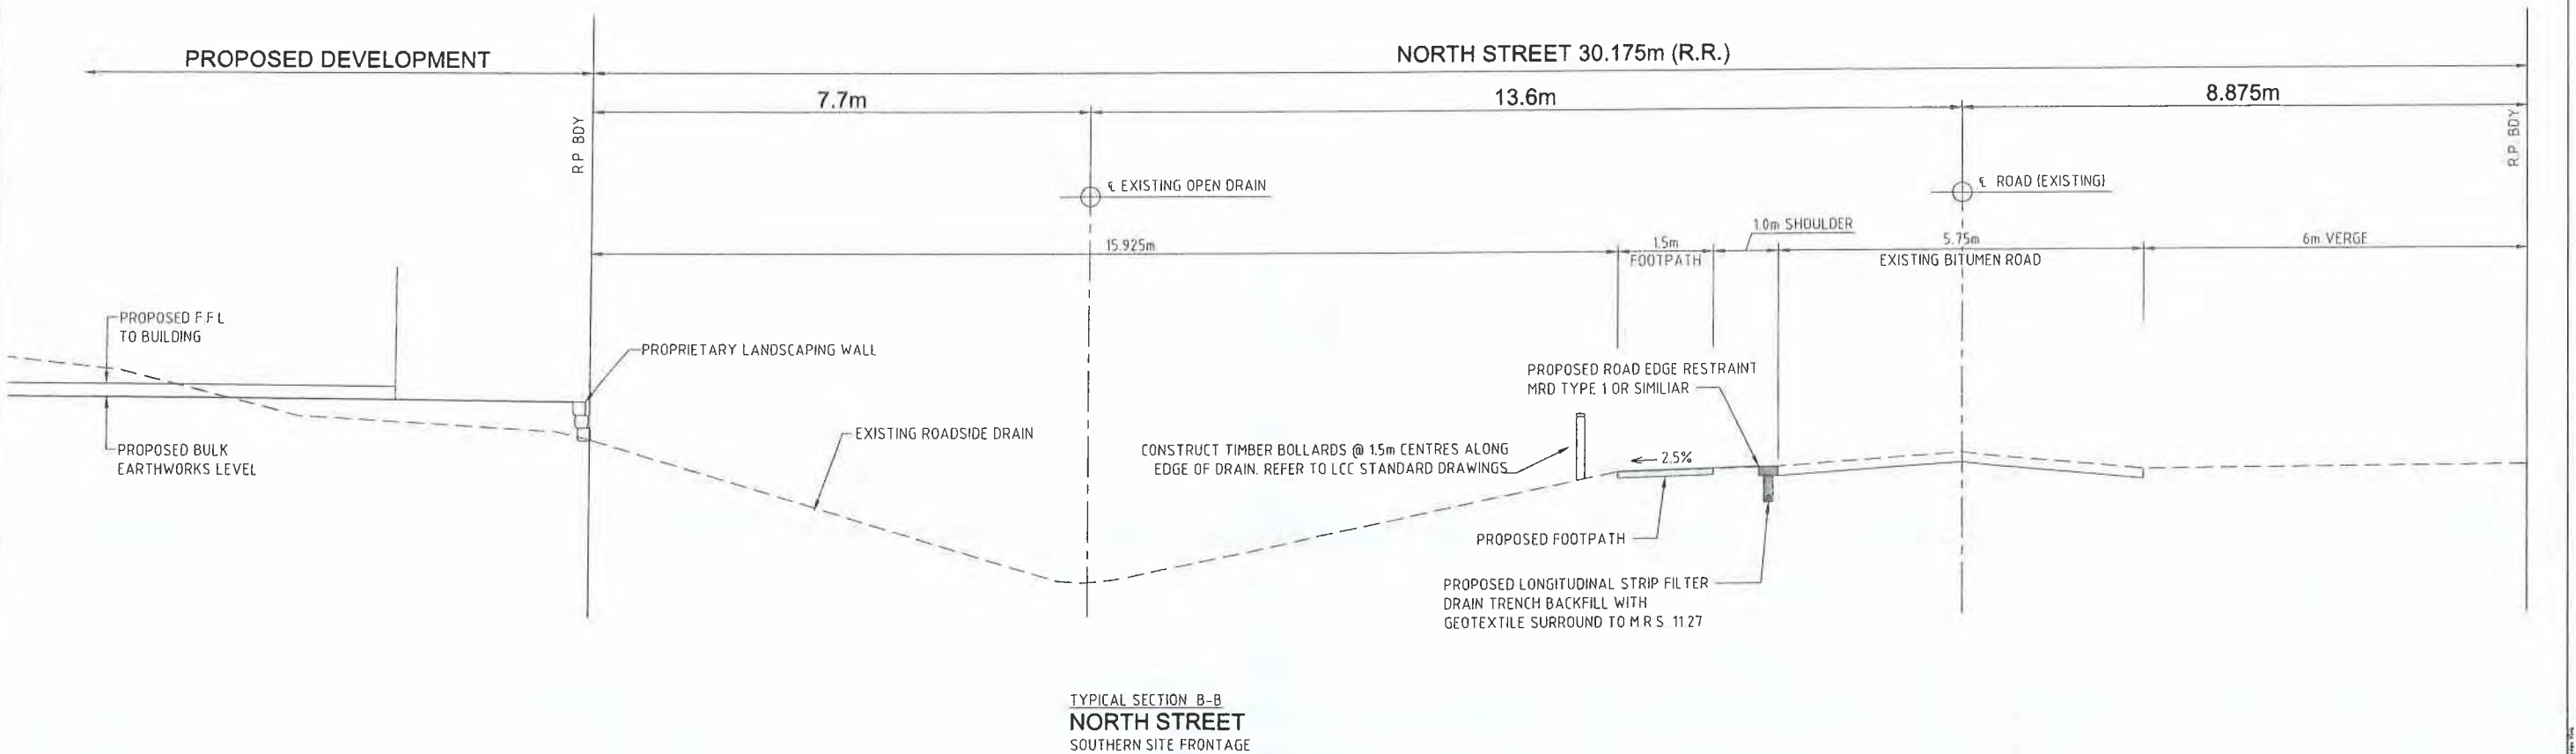 PROPOSED DEVELOPMENT
NORTH STREET 30.175m (R.R.)
7.7m
13.6m
8.875m
R.P. BDY
R.P. BDY
℄ EXISTING OPEN DRAIN
℄ ROAD (EXISTING)
15.925m
1.5m
FOOTPATH
1.0m SHOULDER
5.75m
EXISTING BITUMEN ROAD
6m VERGE
PROPOSED F.F.L
TO BUILDING
PROPRIETARY LANDSCAPING WALL
PROPOSED ROAD EDGE RESTRAINT
MRD TYPE 1 OR SIMILIAR
PROPOSED BULK
EARTHWORKS LEVEL
EXISTING ROADSIDE DRAIN
CONSTRUCT TIMBER BOLLARDS @ 1.5m CENTRES ALONG
EDGE OF DRAIN. REFER TO LCC STANDARD DRAWINGS
2.5%
PROPOSED FOOTPATH
PROPOSED LONGITUDINAL STRIP FILTER
DRAIN TRENCH BACKFILL WITH
GEOTEXTILE SURROUND TO M.R.S. 11.27
TYPICAL SECTION B-B
NORTH STREET
SOUTHERN SITE FRONTAGE